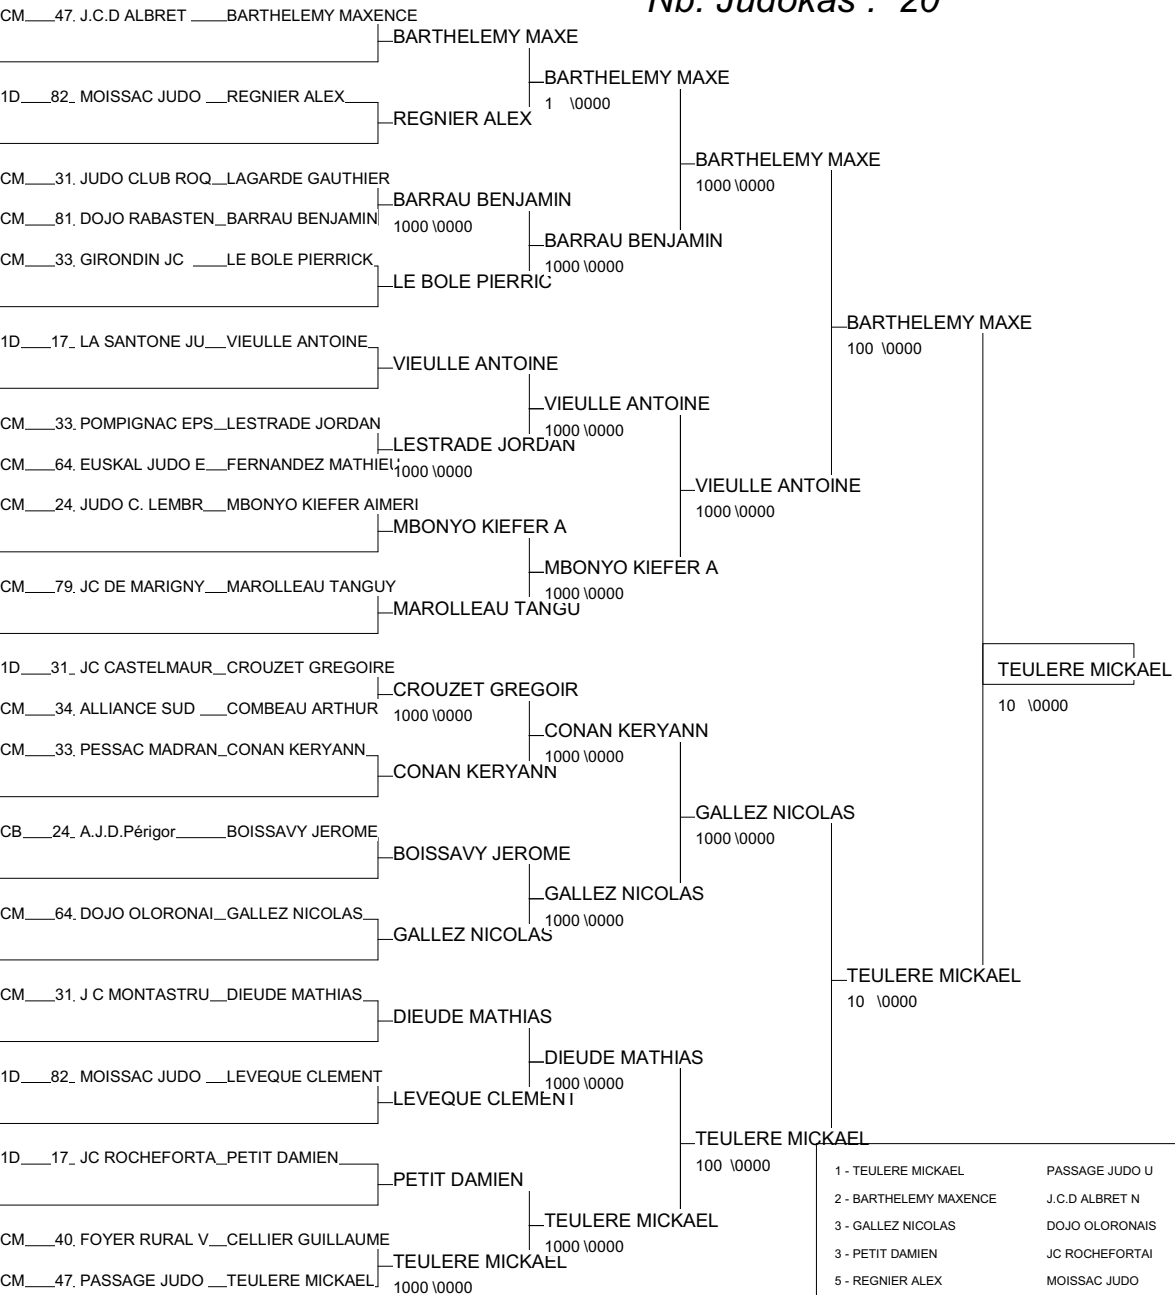 Nb. Judokas : 20
CM 47 J.C.D ALBRET BARTHELEMY MAXENCE
BARTHELEMY MAXE
BARTHELEMY MAXE
1D 82 MOISSAC JUDO REGNIER ALEX
1 \0000
REGNIER ALEX
BARTHELEMY MAXE
CM 31 JUDO CLUB ROQ LAGARDE GAUTHIER
1000 \0000
BARRAU BENJAMIN
CM 81 DOJO RABASTEN BARRAU BENJAMIN
1000 \0000
BARRAU BENJAMIN
CM 33 GIRONDIN JC LE BOLE PIERRICK
1000 \0000
LE BOLE PIERRIC
BARTHELEMY MAXE
1D 17 LA SANTONE JU VIEULLE ANTOINE
100 \0000
VIEULLE ANTOINE
VIEULLE ANTOINE
CM 33 POMPIGNAC EPS LESTRADE JORDAN
1000 \0000
LESTRADE JORDAN
CM 64 EUSKAL JUDO E FERNANDEZ MATHIEU
1000 \0000
VIEULLE ANTOINE
CM 24 JUDO C. LEMBR MBONYO KIEFER AIMERI
1000 \0000
MBONYO KIEFER A
MBONYO KIEFER A
CM 79 JC DE MARIGNY MAROLLEAU TANGUY
1000 \0000
MAROLLEAU TANGU
1D 31 JC CASTELMAUR CROUZET GREGOIRE
TEULERE MICKAEL
CROUZET GREGOIR
10 \0000
CM 34 ALLIANCE SUD COMBEAU ARTHUR
1000 \0000
CONAN KERYANN
CM 33 PESSAC MADRAN CONAN KERYANN
1000 \0000
CONAN KERYANN
GALLEZ NICOLAS
CB 24 A.J.D.Périgor BOISSAVY JEROME
1000 \0000
BOISSAVY JEROME
GALLEZ NICOLAS
CM 64 DOJO OLORONAI GALLEZ NICOLAS
1000 \0000
GALLEZ NICOLAS
TEULERE MICKAEL
CM 31 J C MONTASTRU DIEUDE MATHIAS
10 \0000
DIEUDE MATHIAS
DIEUDE MATHIAS
1D 82 MOISSAC JUDO LEVEQUE CLEMENT
1000 \0000
LEVEQUE CLEMENT
TEULERE MICKAEL
1D 17 JC ROCHEFORTA PETIT DAMIEN
100 \0000
PETIT DAMIEN
TEULERE MICKAEL
CM 40 FOYER RURAL V CELLIER GUILLAUME
1000 \0000
TEULERE MICKAEL
CM 47 PASSAGE JUDO TEULERE MICKAEL
1000 \0000
1 - TEULERE MICKAEL PASSAGE JUDO U
2 - BARTHELEMY MAXENCE J.C.D ALBRET N
3 - GALLEZ NICOLAS DOJO OLORONAIS
3 - PETIT DAMIEN JC ROCHEFORTAI
5 - REGNIER ALEX MOISSAC JUDO